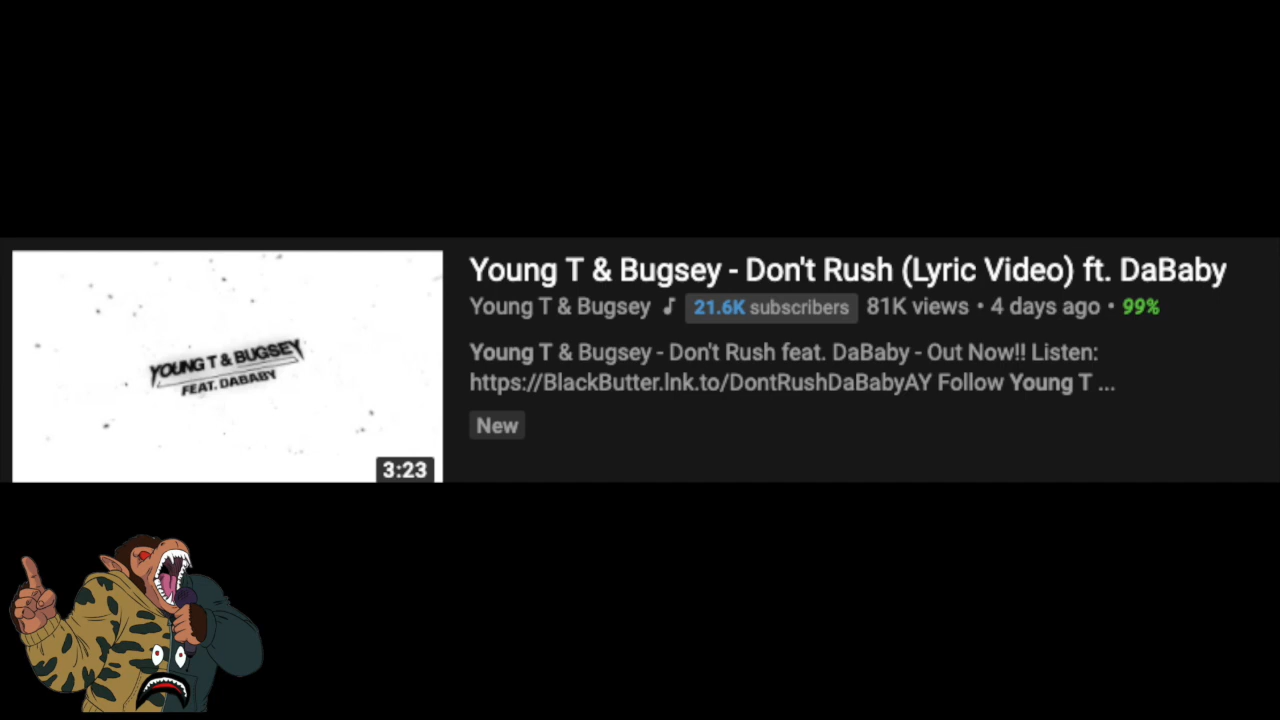 YOUNG T & BUGSEY
FEAT. DABABY
3:23
Young T & Bugsey - Don't Rush (Lyric Video) ft. DaBaby
Young T & Bugsey 21.6K subscribers 81K views • 4 days ago • 99%
Young T & Bugsey - Don't Rush feat. DaBaby - Out Now!! Listen:
https://BlackButter.lnk.to/DontRushDaBabyAY Follow Young T ...
New